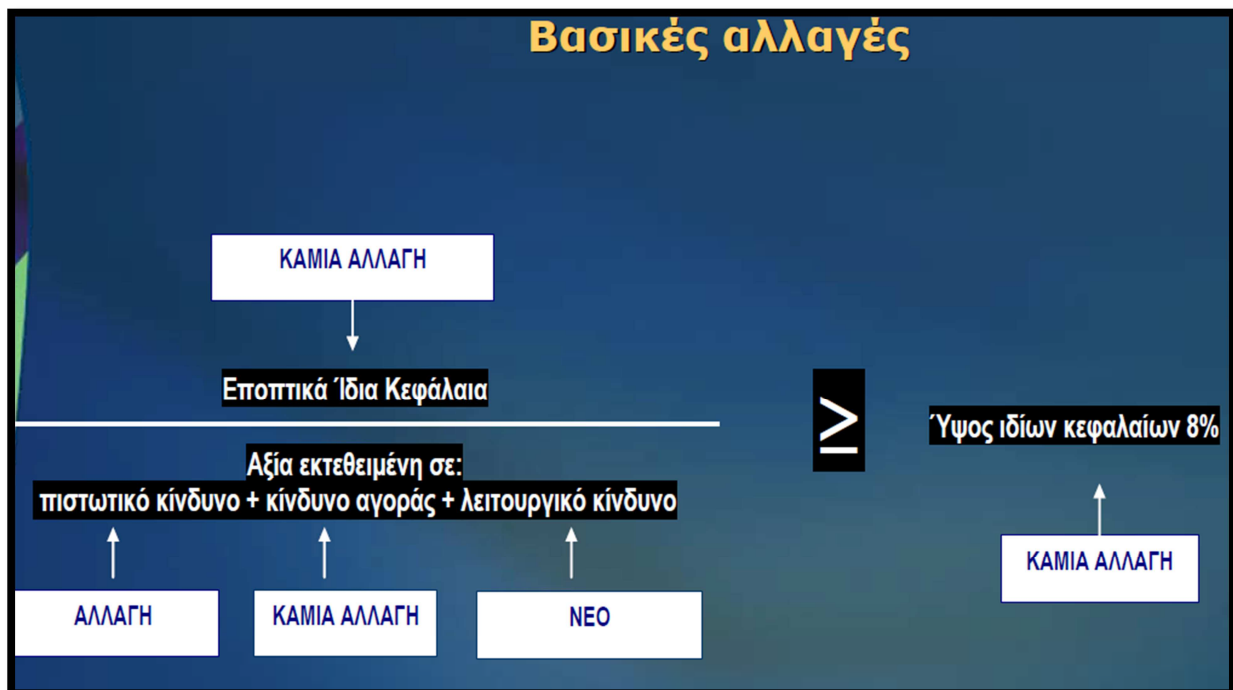 Βασικές αλλαγές
ΚΑΜΙΑ ΑΛΛΑΓΗ
Εποπτικά Ίδια Κεφάλαια
≥
Ύψος ιδίων κεφαλαίων 8%
Αξία εκτεθειμένη σε:
πιστωτικό κίνδυνο + κίνδυνο αγοράς + λειτουργικό κίνδυνο
ΚΑΜΙΑ ΑΛΛΑΓΗ
ΑΛΛΑΓΗ
ΚΑΜΙΑ ΑΛΛΑΓΗ
ΝΕΟ